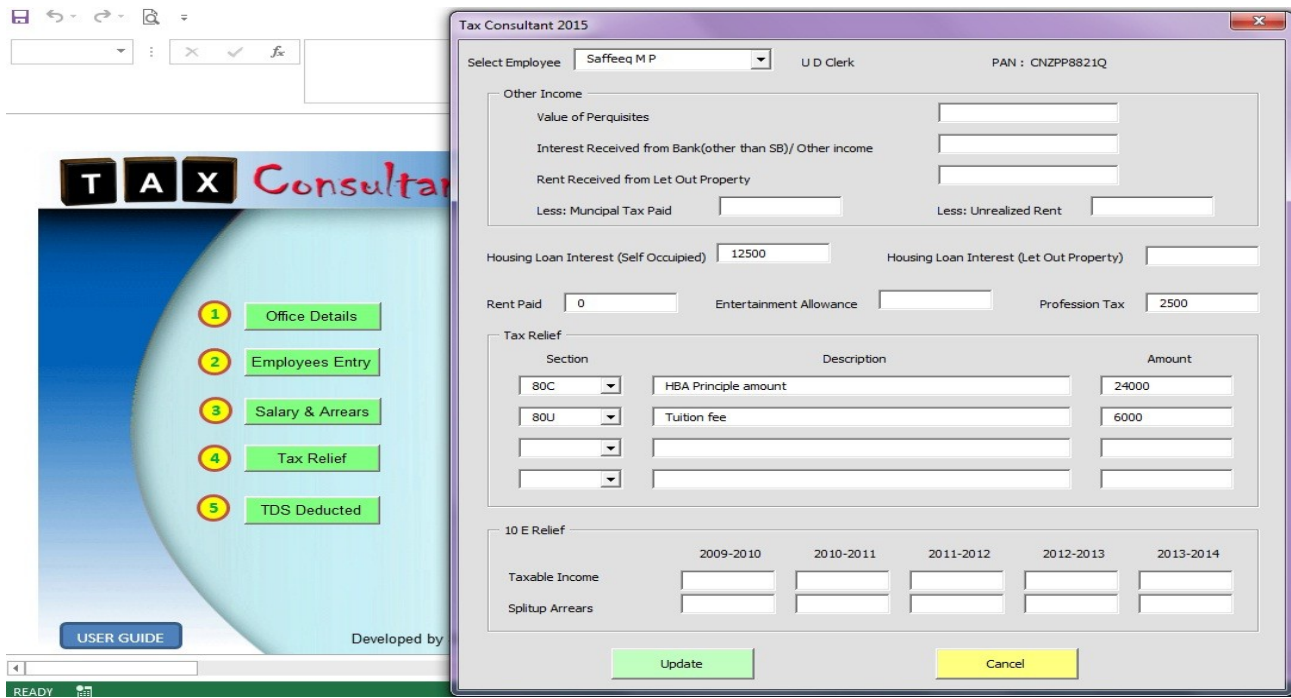 TAX Consultan
1 Office Details
2 Employees Entry
3 Salary & Arrears
4 Tax Relief
5 TDS Deducted
USER GUIDE
Developed by
READY
Tax Consultant 2015
Select Employee Saffeeq M P U D Clerk PAN : CNZPP8821Q
Other Income
Value of Perquisites
Interest Received from Bank(other than SB)/ Other income
Rent Received from Let Out Property
Less: Muncipal Tax Paid Less: Unrealized Rent
Housing Loan Interest (Self Occuipied) 12500 Housing Loan Interest (Let Out Property)
Rent Paid 0 Entertainment Allowance Profession Tax 2500
Tax Relief
Section Description Amount
80C HBA Principle amount 24000
80U Tuition fee 6000
10 E Relief
2009-2010 2010-2011 2011-2012 2012-2013 2013-2014
Taxable Income
Splitup Arrears
Update Cancel